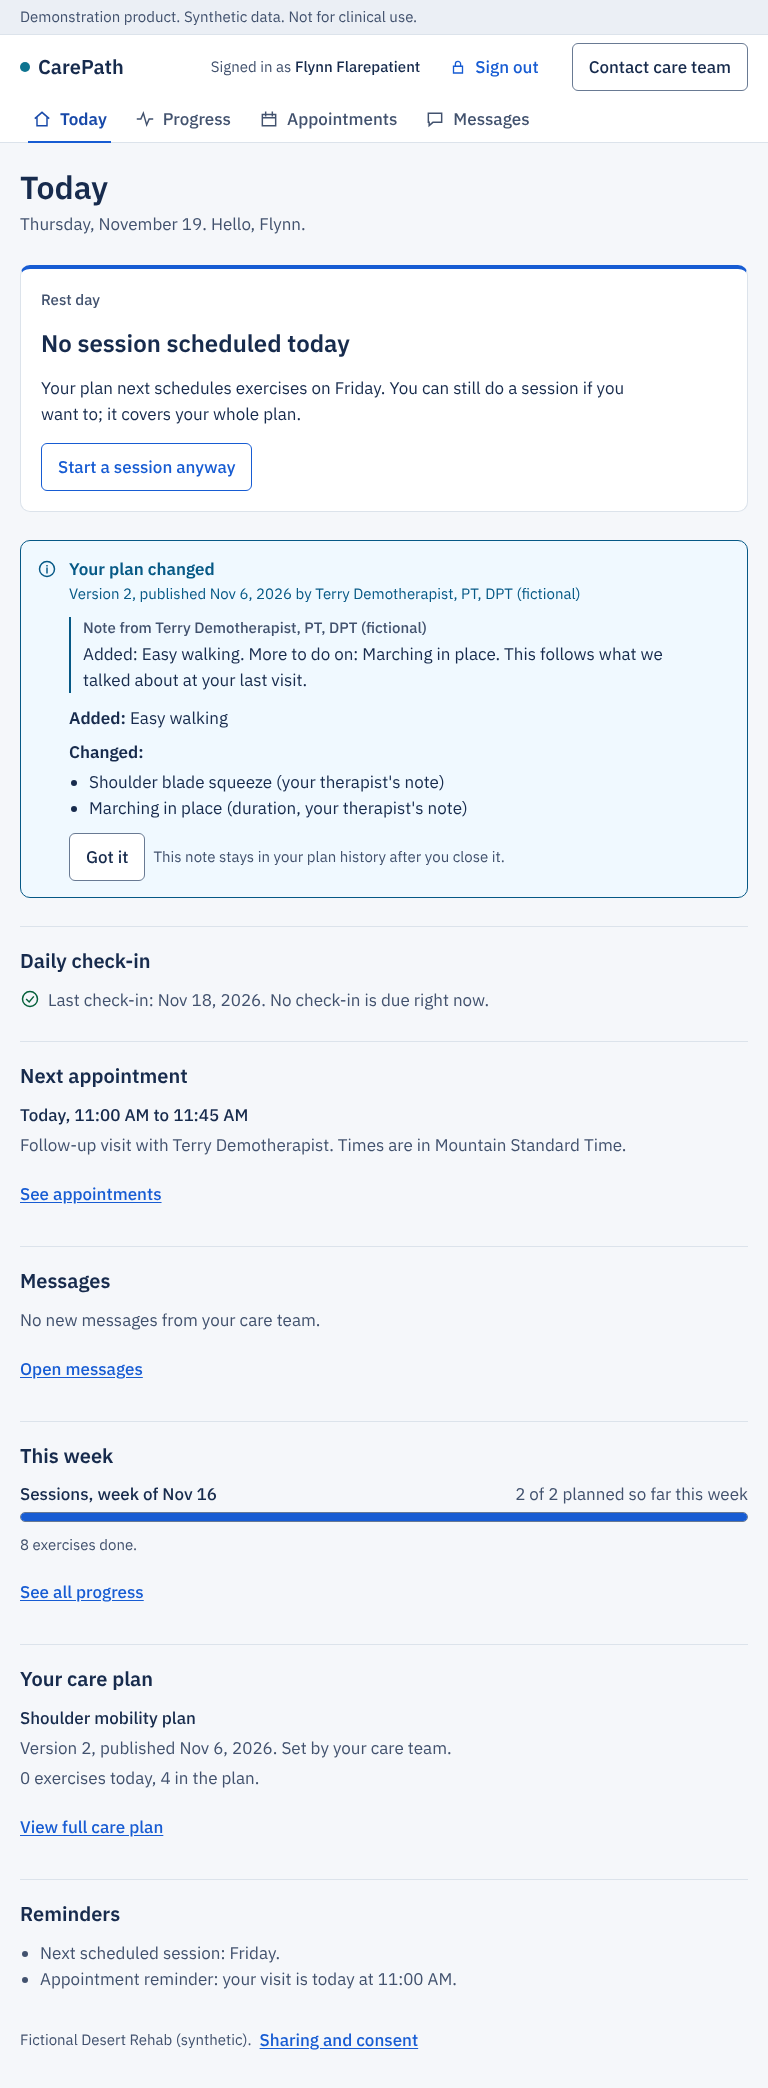 Demonstration product. Synthetic data. Not for clinical use.
CarePath
Signed in as Flynn Flarepatient
Sign out
Contact care team
Today
Progress
Appointments
Messages
Today
Thursday, November 19. Hello, Flynn.
Rest day
No session scheduled today
Your plan next schedules exercises on Friday. You can still do a session if you
want to; it covers your whole plan.
Start a session anyway
Your plan changed
Version 2, published Nov 6, 2026 by Terry Demotherapist, PT, DPT (fictional)
Note from Terry Demotherapist, PT, DPT (fictional)
Added: Easy walking. More to do on: Marching in place. This follows what we
talked about at your last visit.
Added: Easy walking
Changed:
• Shoulder blade squeeze (your therapist's note)
• Marching in place (duration, your therapist's note)
Got it
This note stays in your plan history after you close it.
Daily check-in
Last check-in: Nov 18, 2026. No check-in is due right now.
Next appointment
Today, 11:00 AM to 11:45 AM
Follow-up visit with Terry Demotherapist. Times are in Mountain Standard Time.
See appointments
Messages
No new messages from your care team.
Open messages
This week
Sessions, week of Nov 16
2 of 2 planned so far this week
8 exercises done.
See all progress
Your care plan
Shoulder mobility plan
Version 2, published Nov 6, 2026. Set by your care team.
0 exercises today, 4 in the plan.
View full care plan
Reminders
• Next scheduled session: Friday.
• Appointment reminder: your visit is today at 11:00 AM.
Fictional Desert Rehab (synthetic). Sharing and consent